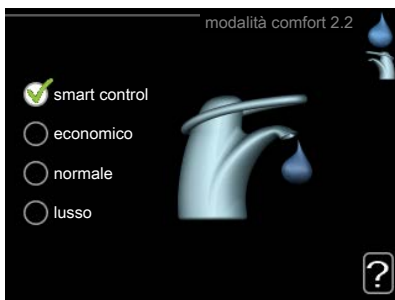 modalità comfort 2.2
smart control
economico
normale
lusso
?